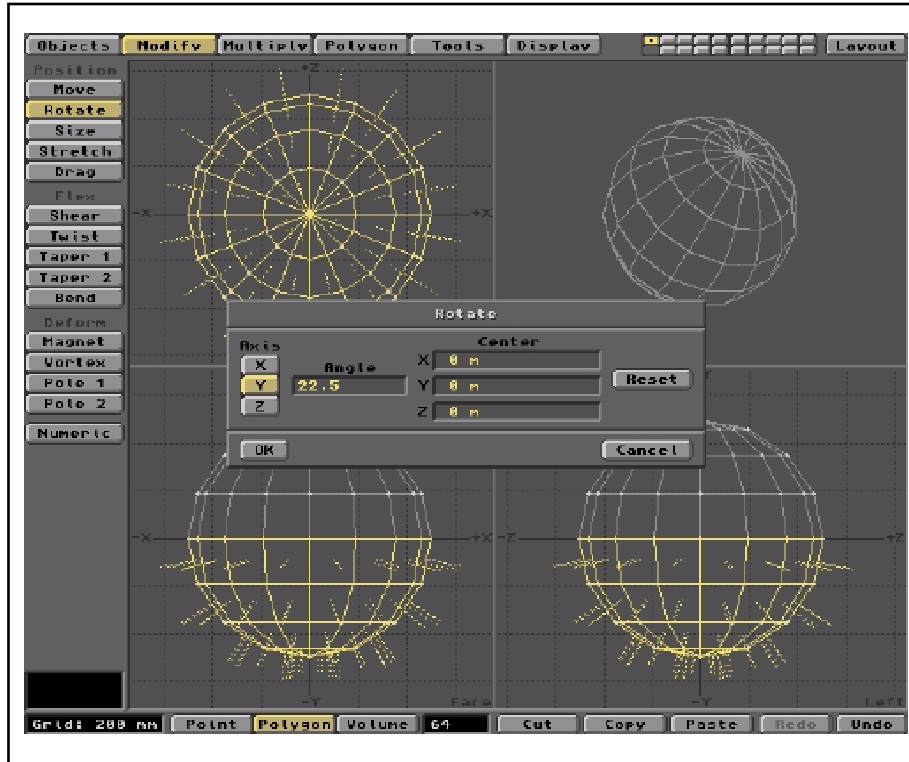 Objects Modify Multiply Polygon Tools Display Layout
Position
Move
Rotate
Size
Stretch
Drag
Flex
Shear
Twist
Taper 1
Taper 2
Bend
Deform
Magnet
Vortex
Pole 1
Pole 2
Numeric
+Z
-X +X
Rotate
Axis
X
Y
Z
Angle
22.5
Center
X 0 m
Y 0 m
Z 0 m
Reset
OK Cancel
-X +X -Z +Z
-Y Face -Y Left
Grid: 200 mm Point Polygon Volume 64 Cut Copy Paste Redo Undo